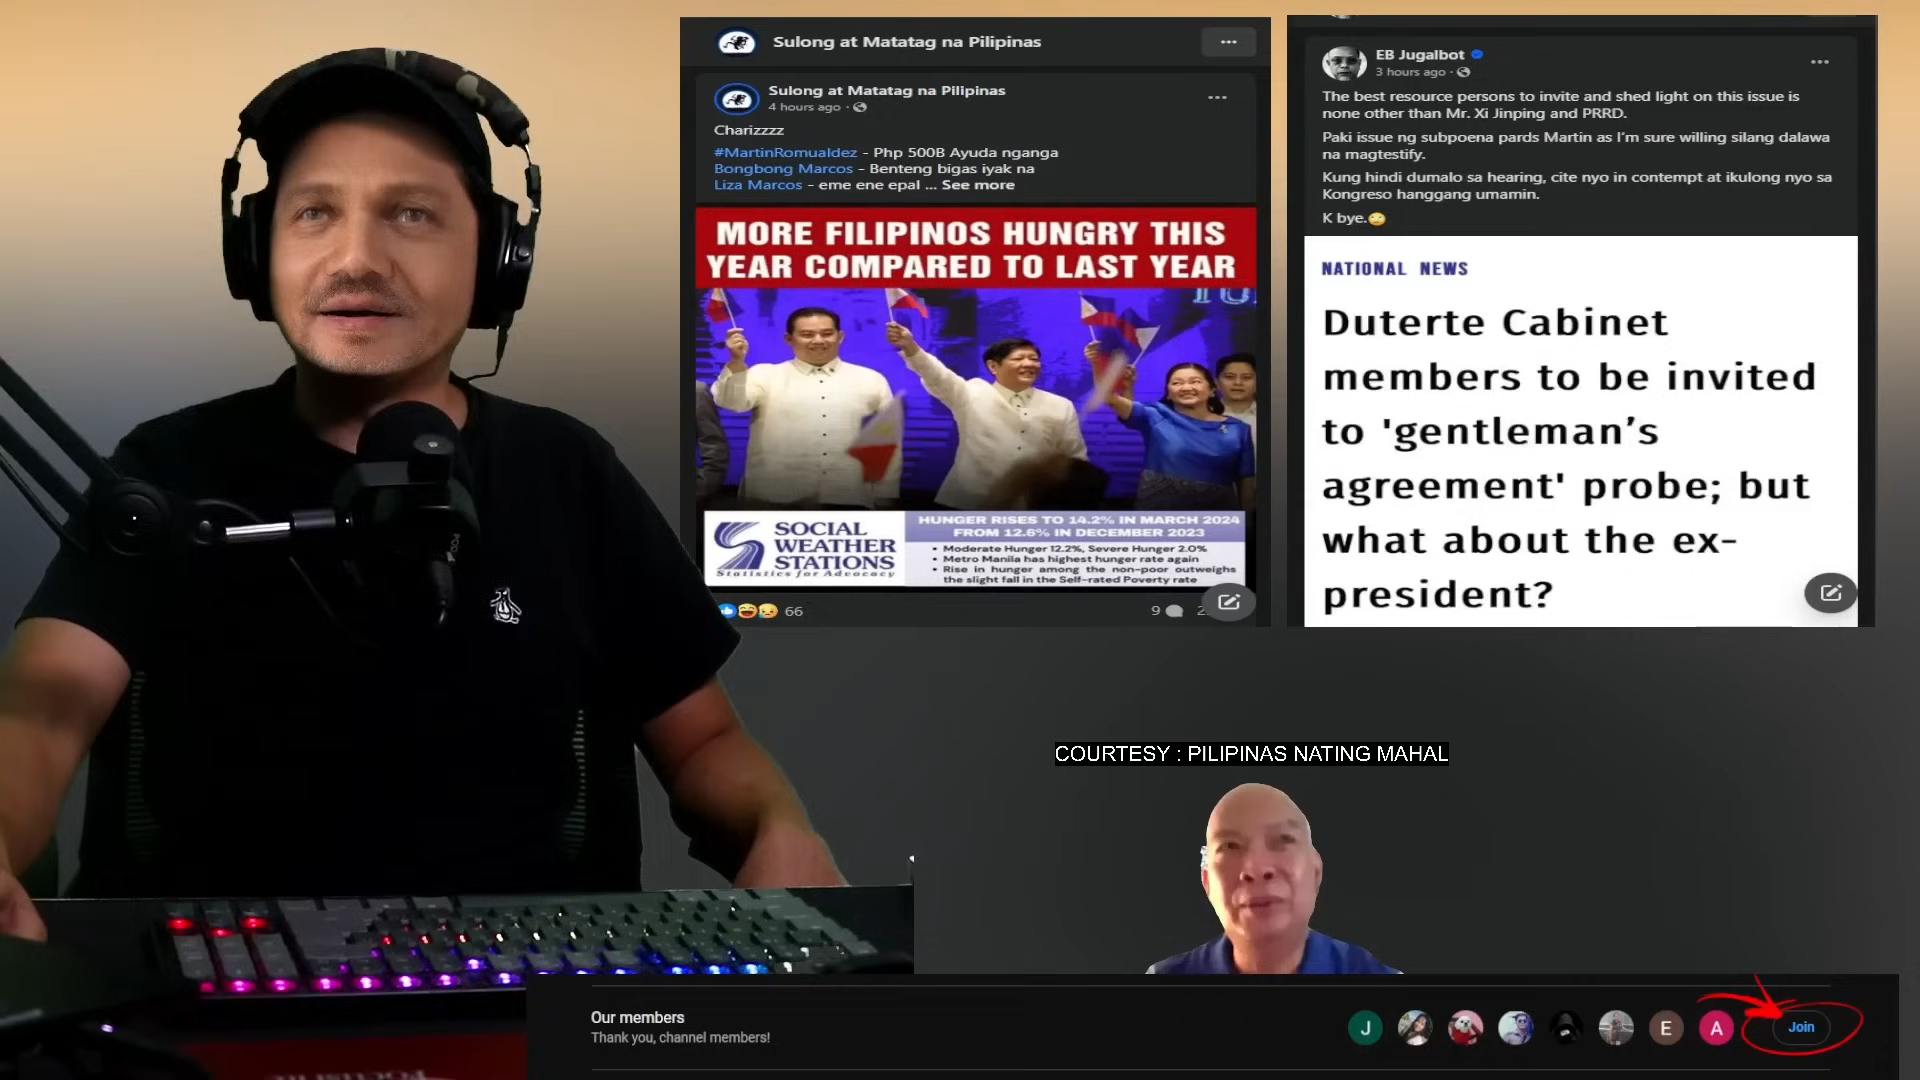 Sulong at Matatag na Pilipinas
Sulong at Matatag na Pilipinas
4 hours ago ·
Charizzzz
#MartinRomualdez - Php 500B Ayuda nganga
Bongbong Marcos - Benteng bigas iyak na
Liza Marcos - eme ene epal ... See more
MORE FILIPINOS HUNGRY THIS
YEAR COMPARED TO LAST YEAR
SOCIAL
WEATHER
STATIONS
Statistics for Advocacy
HUNGER RISES TO 14.2% IN MARCH 2024
FROM 12.6% IN DECEMBER 2023
• Moderate Hunger 12.2%, Severe Hunger 2.0%
• Metro Manila has highest hunger rate again
• Rise in hunger among the non-poor outweighs
the slight fall in the Self-rated Poverty rate
66
9
EB Jugalbot
3 hours ago ·
The best resource persons to invite and shed light on this issue is
none other than Mr. Xi Jinping and PRRD.
Paki issue ng subpoena pards Martin as I'm sure willing silang dalawa
na magtestify.
Kung hindi dumalo sa hearing, cite nyo in contempt at ikulong nyo sa
Kongreso hanggang umamin.
K bye.🙄
NATIONAL NEWS
Duterte Cabinet
members to be invited
to 'gentleman’s
agreement' probe; but
what about the ex-
president?
COURTESY : PILIPINAS NATING MAHAL
Our members
Thank you, channel members!
J
E
A
Join